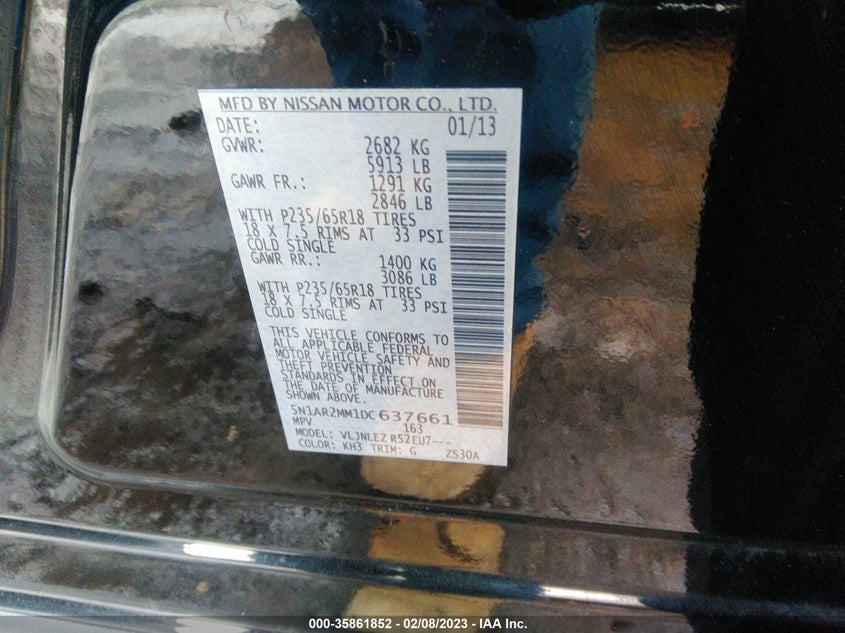 MFD BY NISSAN MOTOR CO., LTD.
DATE: 01/13
GVWR: 2682 KG
5913 LB
GAWR FR.: 1291 KG
2846 LB
WITH P235/65R18 TIRES
18 X 7.5 RIMS AT 33 PSI
COLD SINGLE
GAWR RR.: 1400 KG
3086 LB
WITH P235/65R18 TIRES
18 X 7.5 RIMS AT 33 PSI
COLD SINGLE
THIS VEHICLE CONFORMS TO
ALL APPLICABLE FEDERAL
MOTOR VEHICLE SAFETY AND
THEFT PREVENTION
STANDARDS IN EFFECT ON
THE DATE OF MANUFACTURE
5N1AR2MM1DC 637661
MPV 163
MODEL: VLJNLEZ R52EU7---
COLOR: KH3 TRIM: G ZS30A
000-35861852 - 02/08/2023 - IAA Inc.